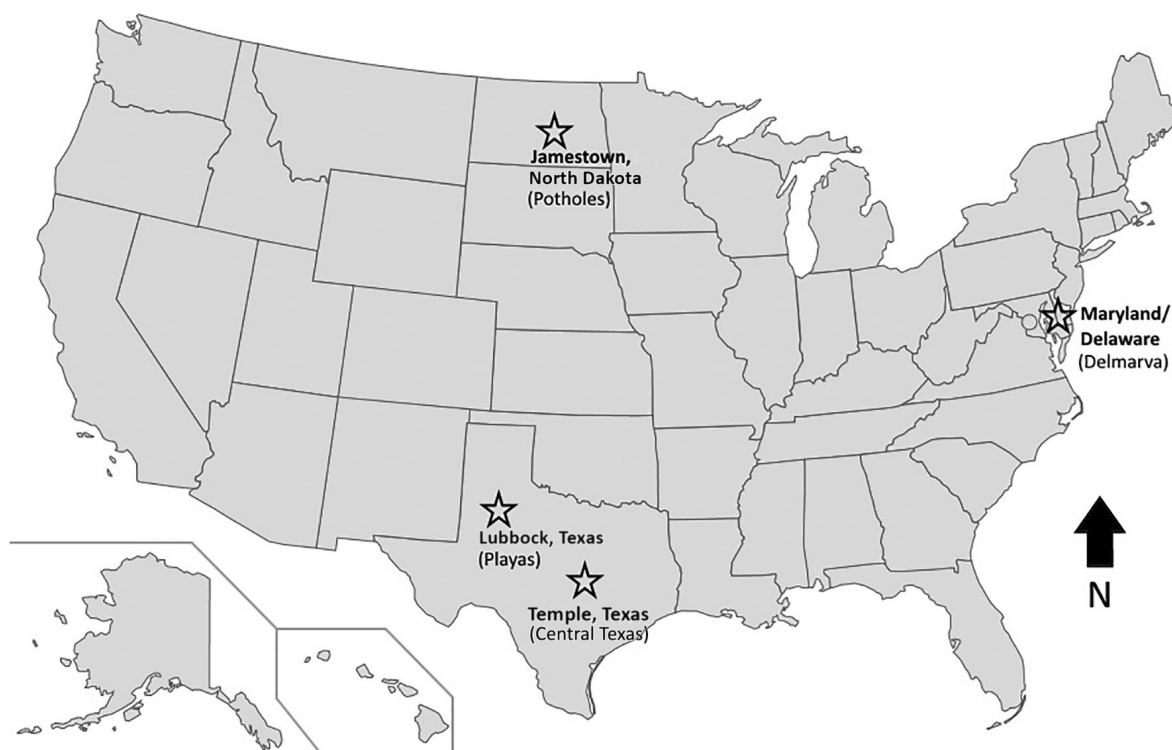 Jamestown,
North Dakota
(Potholes)
Maryland/
Delaware
(Delmarva)
Lubbock, Texas
(Playas)
Temple, Texas
(Central Texas)
N